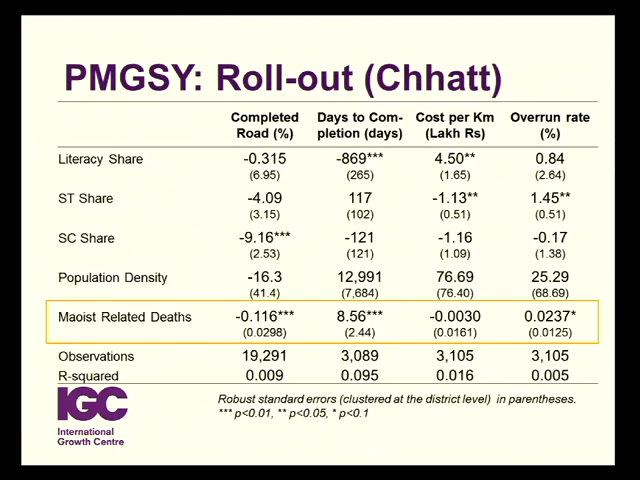 PMGSY: Roll-out (Chhatt)
Completed Road (%) Days to Com-pletion (days) Cost per Km (Lakh Rs) Overrun rate (%)
Literacy Share -0.315 -869*** 4.50** 0.84
(6.95) (265) (1.65) (2.64)
ST Share -4.09 117 -1.13** 1.45**
(3.15) (102) (0.51) (0.51)
SC Share -9.16*** -121 -1.16 -0.17
(2.53) (121) (1.09) (1.38)
Population Density -16.3 12,991 76.69 25.29
(41.4) (7,684) (76.40) (68.69)
Maoist Related Deaths -0.116*** 8.56*** -0.0030 0.0237*
(0.0298) (2.44) (0.0161) (0.0125)
Observations 19,291 3,089 3,105 3,105
R-squared 0.009 0.095 0.016 0.005
Robust standard errors (clustered at the district level) in parentheses.
*** p<0.01, ** p<0.05, * p<0.1
IGC
International
Growth Centre